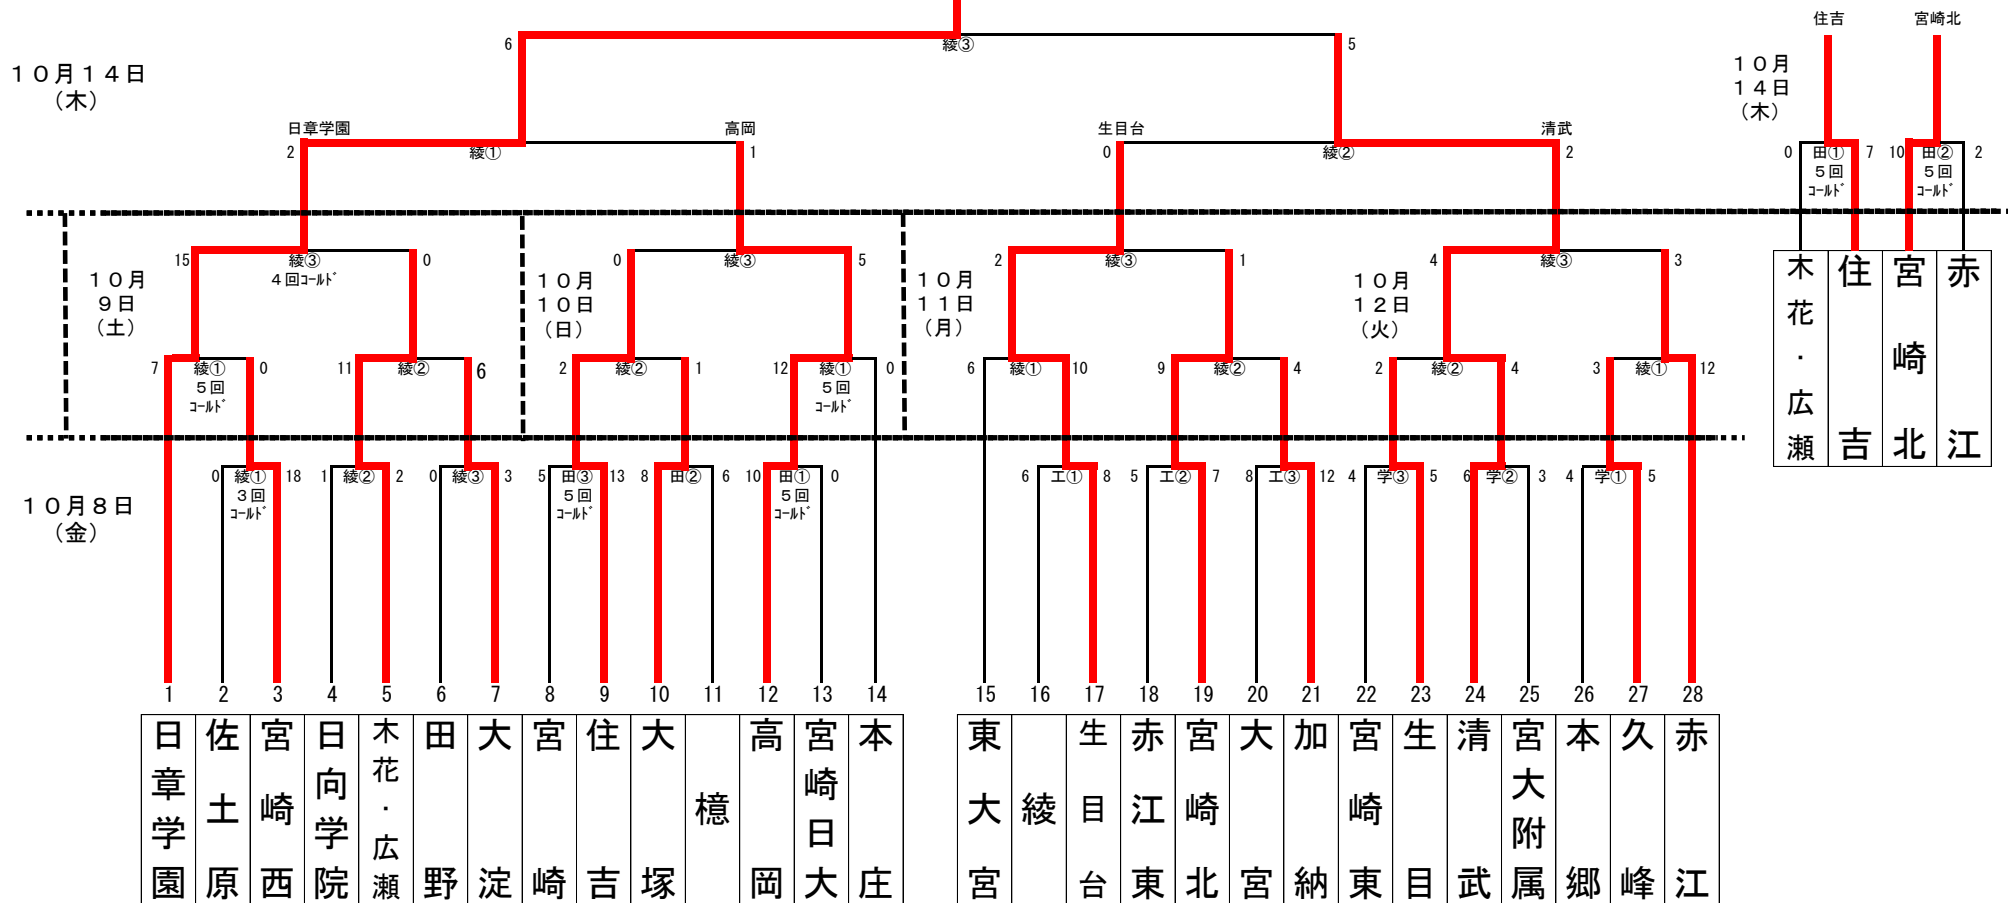 住吉 宮崎北
6 綾③ 5
１０月１４日
（木）
１０月
１４日
（木）
日章学園 高岡 生目台 清武
2 綾① 1 0 綾② 2
0 田① 7 10 田② 2
５回 ５回
ｺｰﾙﾄﾞ ｺｰﾙﾄﾞ
15 綾③ 0 0 綾③ 5 2 綾③ 1 4 綾③ 3
４回ｺｰﾙﾄﾞ
１０月
９日
（土）
１０月
１０日
（日）
１０月
１１日
（月）
１０月
１２日
（火）
木花・広瀬
住吉
宮崎北
赤江
7 綾① 0 11 綾② 6 2 綾② 1 12 綾① 0 6 綾① 10 9 綾② 4 2 綾② 4 3 綾① 12
５回 ５回
ｺｰﾙﾄﾞ ｺｰﾙﾄﾞ
0 綾① 18 1 綾② 2 0 綾③ 3 5 田③ 13 8 田② 6 10 田① 0 6 工① 8 5 工② 7 8 工③ 12 4 学③ 5 6 学② 3 4 学① 5
３回 ５回 ５回
ｺｰﾙﾄﾞ ｺｰﾙﾄﾞ ｺｰﾙﾄﾞ
１０月８日
（金）
1 2 3 4 5 6 7 8 9 10 11 12 13 14 15 16 17 18 19 20 21 22 23 24 25 26 27 28
日章学園
佐土原
宮崎西
日向学院
木花・広瀬
田野
大淀
宮崎
住吉
大塚
檍
高岡
宮崎日大
本庄
東大宮
綾
生目台
赤江東
宮崎北
大宮
加納
宮崎東
生目
清武
宮大附属
本郷
久峰
赤江